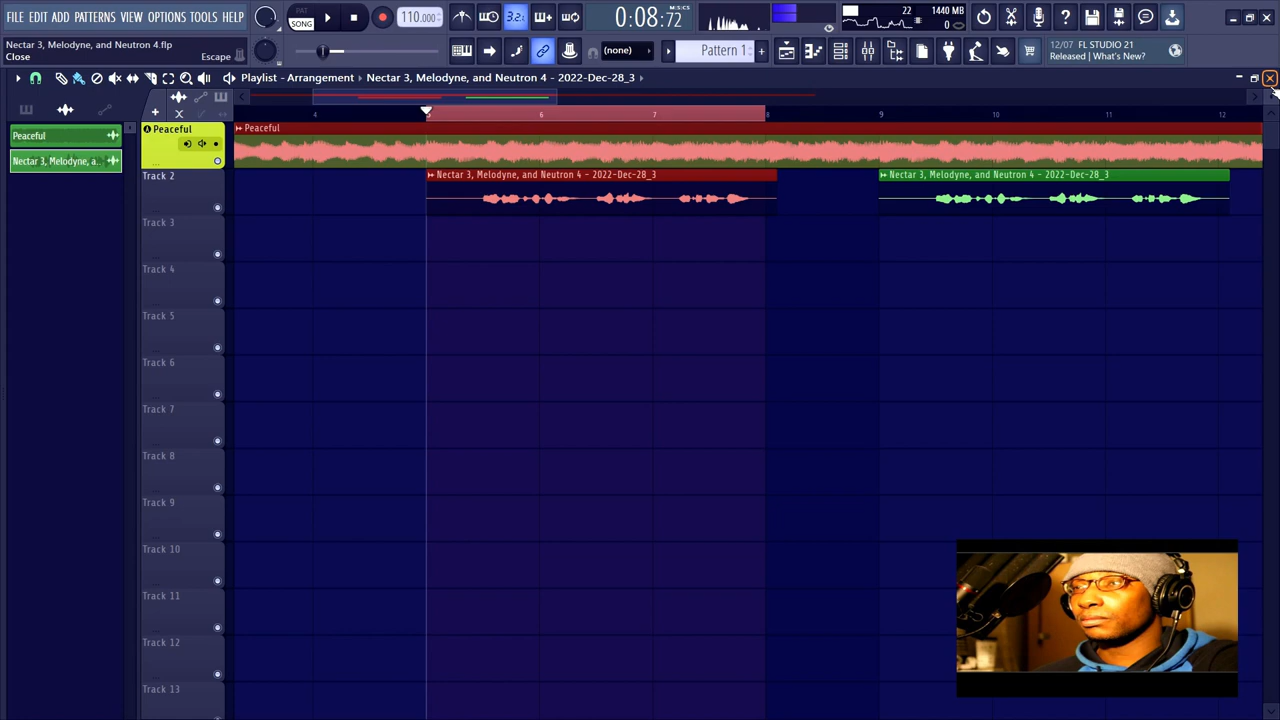 FILE EDIT ADD PATTERNS VIEW OPTIONS TOOLS HELP
PAT
SONG
110.000
3.2.
0:08:72
M:S:CS
22
1440 MB
0
Nectar 3, Melodyne, and Neutron 4.flp
Close
Escape
(none)
Pattern 1
+
12/07 FL STUDIO 21
Released | What's New?
Playlist - Arrangement › Nectar 3, Melodyne, and Neutron 4 - 2022-Dec-28_3 ›
4 5 6 7 8 9 10 11 12
Peaceful
Nectar 3, Melodyne, a..
Peaceful
...
Peaceful
Track 2
Nectar 3, Melodyne, and Neutron 4 - 2022-Dec-28_3
Nectar 3, Melodyne, and Neutron 4 - 2022-Dec-28_3
Track 3
Track 4
Track 5
Track 6
Track 7
Track 8
Track 9
Track 10
Track 11
Track 12
Track 13